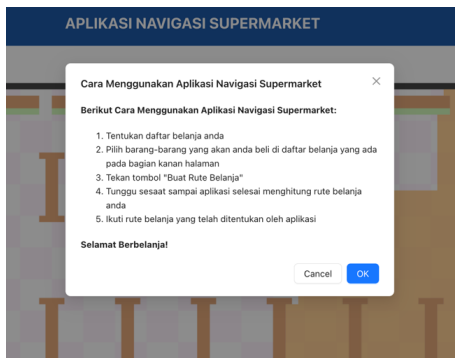 APLIKASI NAVIGASI SUPERMARKET
Cara Menggunakan Aplikasi Navigasi Supermarket
Berikut Cara Menggunakan Aplikasi Navigasi Supermarket:
1. Tentukan daftar belanja anda
2. Pilih barang-barang yang akan anda beli di daftar belanja yang ada
pada bagian kanan halaman
3. Tekan tombol "Buat Rute Belanja"
4. Tunggu sesaat sampai aplikasi selesai menghitung rute belanja
anda
5. Ikuti rute belanja yang telah ditentukan oleh aplikasi
Selamat Berbelanja!
Cancel OK